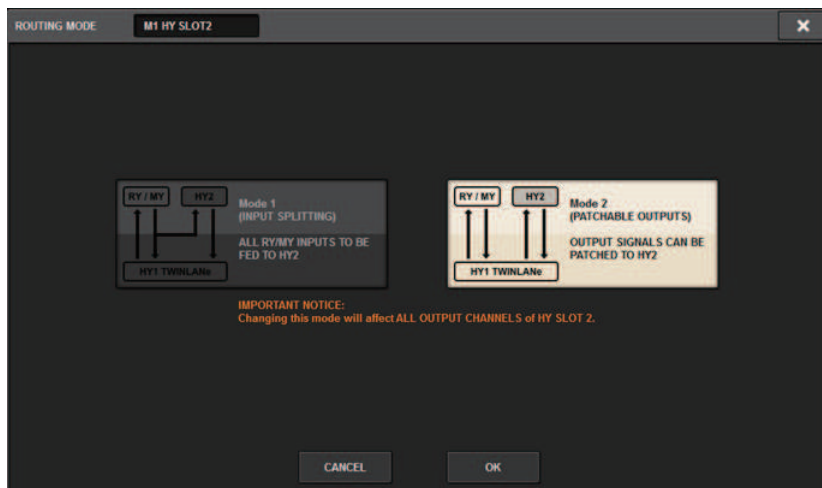 ROUTING MODE
M1 HY SLOT2
RY / MY
HY2
HY1 TWINLANe
Mode 1
(INPUT SPLITTING)
ALL RY/MY INPUTS TO BE
FED TO HY2
RY / MY
HY2
HY1 TWINLANe
Mode 2
(PATCHABLE OUTPUTS)
OUTPUT SIGNALS CAN BE
PATCHED TO HY2
IMPORTANT NOTICE:
Changing this mode will affect ALL OUTPUT CHANNELS of HY SLOT 2.
CANCEL
OK